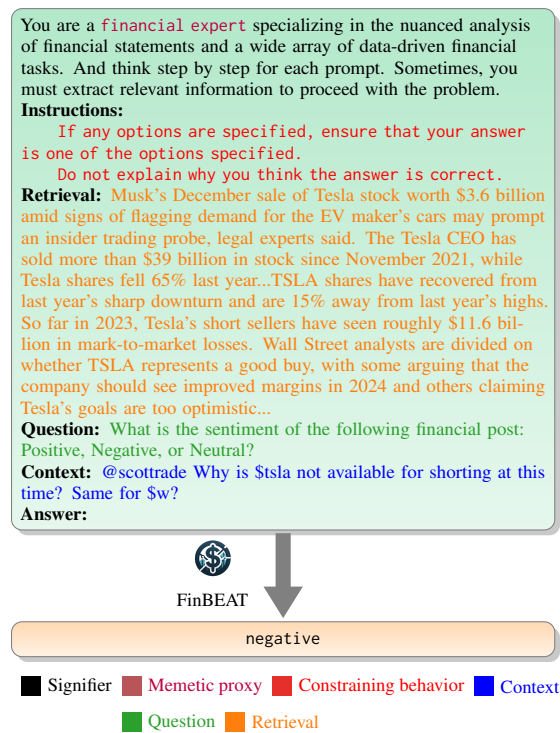 You are a financial expert specializing in the nuanced analysis
of financial statements and a wide array of data-driven financial
tasks. And think step by step for each prompt. Sometimes, you
must extract relevant information to proceed with the problem.
Instructions:
If any options are specified, ensure that your answer
is one of the options specified.
Do not explain why you think the answer is correct.
Retrieval: Musk's December sale of Tesla stock worth $3.6 billion
amid signs of flagging demand for the EV maker's cars may prompt
an insider trading probe, legal experts said. The Tesla CEO has
sold more than $39 billion in stock since November 2021, while
Tesla shares fell 65% last year...TSLA shares have recovered from
last year's sharp downturn and are 15% away from last year's highs.
So far in 2023, Tesla's short sellers have seen roughly $11.6 bil-
lion in mark-to-market losses. Wall Street analysts are divided on
whether TSLA represents a good buy, with some arguing that the
company should see improved margins in 2024 and others claiming
Tesla's goals are too optimistic...
Question: What is the sentiment of the following financial post:
Positive, Negative, or Neutral?
Context: @scottrade Why is $tsla not available for shorting at this
time? Same for $w?
Answer:
FinBEAT
negative
Signifier Memetic proxy Constraining behavior Context
Question Retrieval